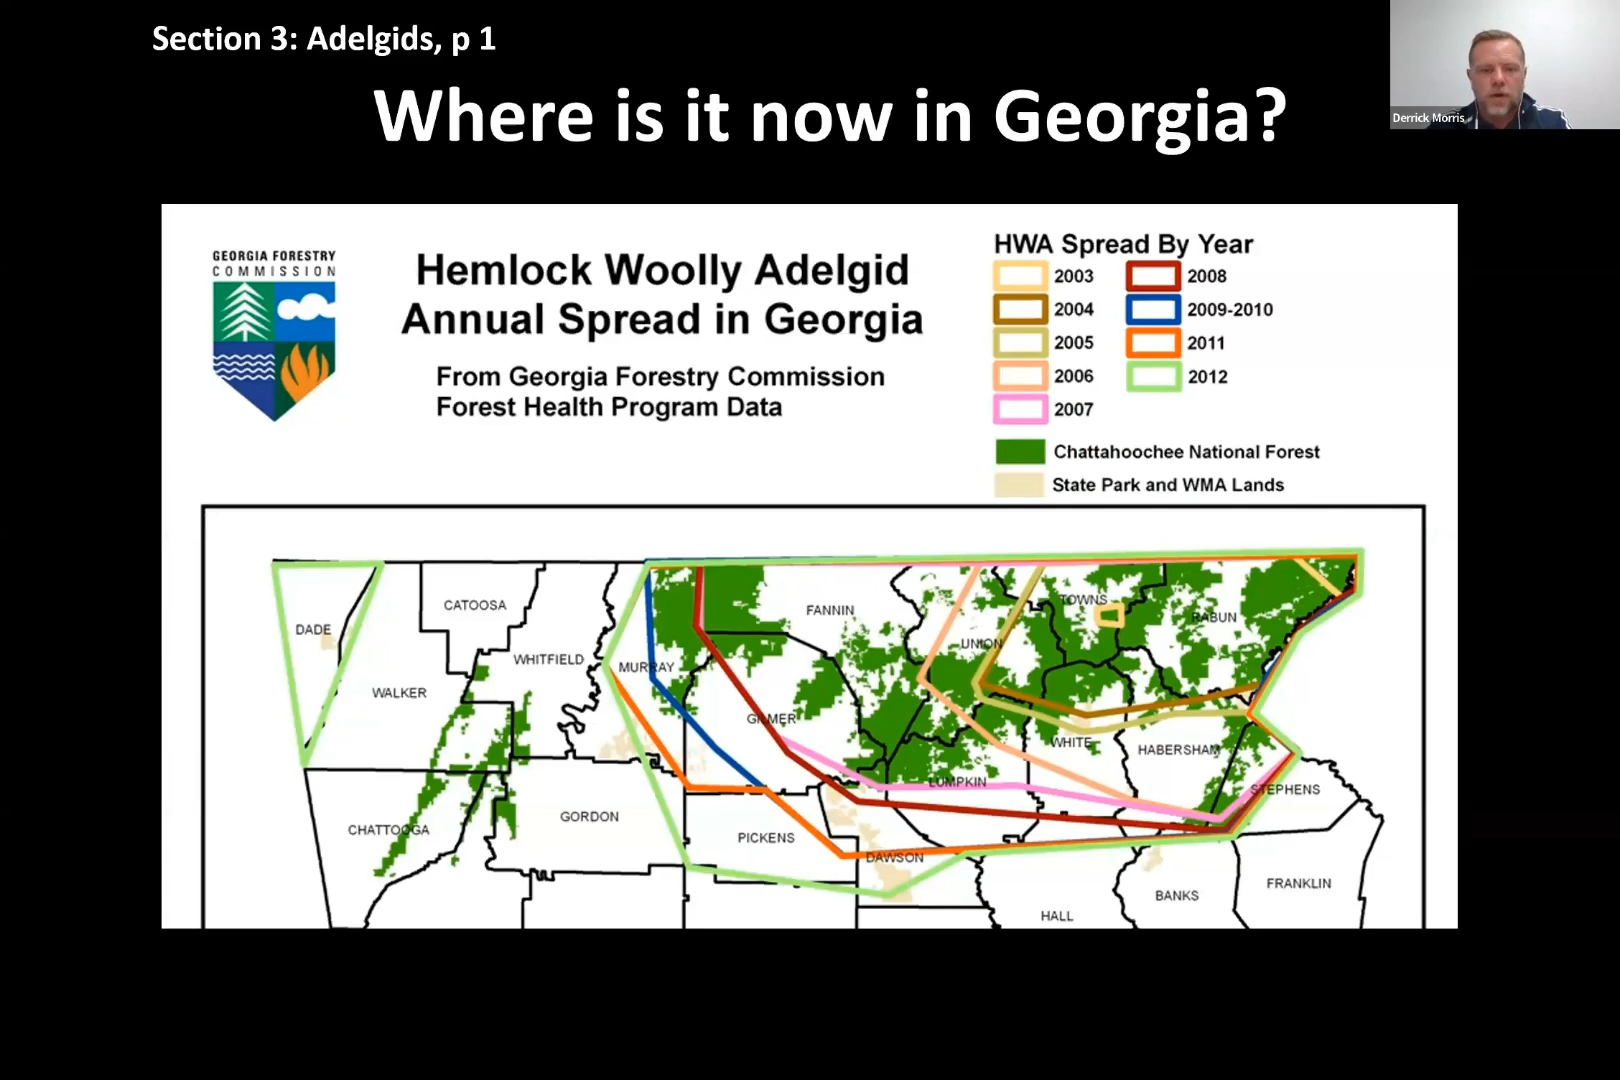 Section 3: Adelgids, p 1
Derrick Morris
Where is it now in Georgia?
GEORGIA FORESTRY
COMMISSION
Hemlock Woolly Adelgid
Annual Spread in Georgia
From Georgia Forestry Commission
Forest Health Program Data
HWA Spread By Year
2003
2008
2004
2009-2010
2005
2011
2006
2012
2007
Chattahoochee National Forest
State Park and WMA Lands
CATOOSA
TOWNS
FANNIN
RABUN
DADE
UNION
WHITFIELD
MURRAY
WALKER
GILMER
WHITE
HABERSHAM
LUMPKIN
STEPHENS
GORDON
CHATTOOGA
PICKENS
DAWSON
FRANKLIN
BANKS
HALL